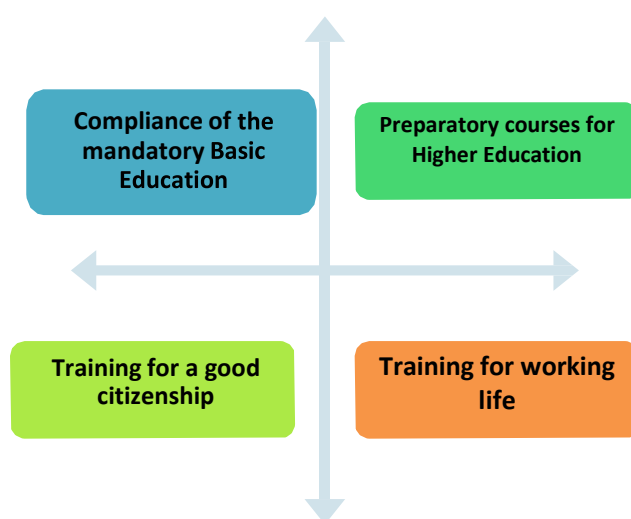 Compliance of the
mandatory Basic
Education
Preparatory courses for
Higher Education
Training for a good
citizenship
Training for working
life